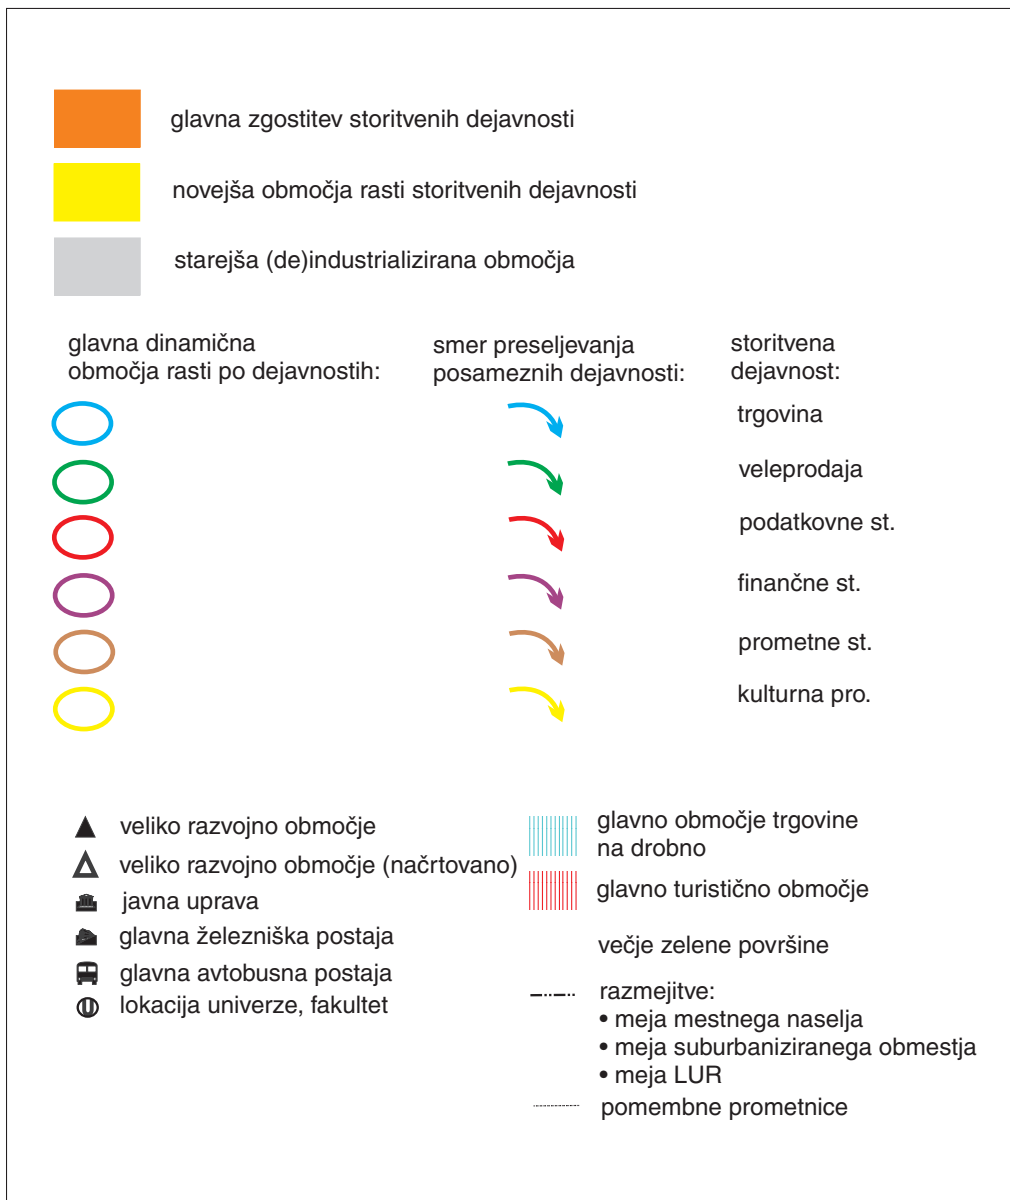 glavna zgostitev storitvenih dejavnosti
novejša območja rasti storitvenih dejavnosti
starejša (de)industrializirana območja
glavna dinamična
območja rasti po dejavnostih:
smer preseljevanja
posameznih dejavnosti:
storitvena
dejavnost:
trgovina
veleprodaja
podatkovne st.
finančne st.
prometne st.
kulturna pro.
veliko razvojno območje
veliko razvojno območje (načrtovano)
javna uprava
glavna železniška postaja
glavna avtobusna postaja
lokacija univerze, fakultet
glavno območje trgovine
na drobno
glavno turistično območje
večje zelene površine
razmejitve:
• meja mestnega naselja
• meja suburbaniziranega obmestja
• meja LUR
pomembne prometnice